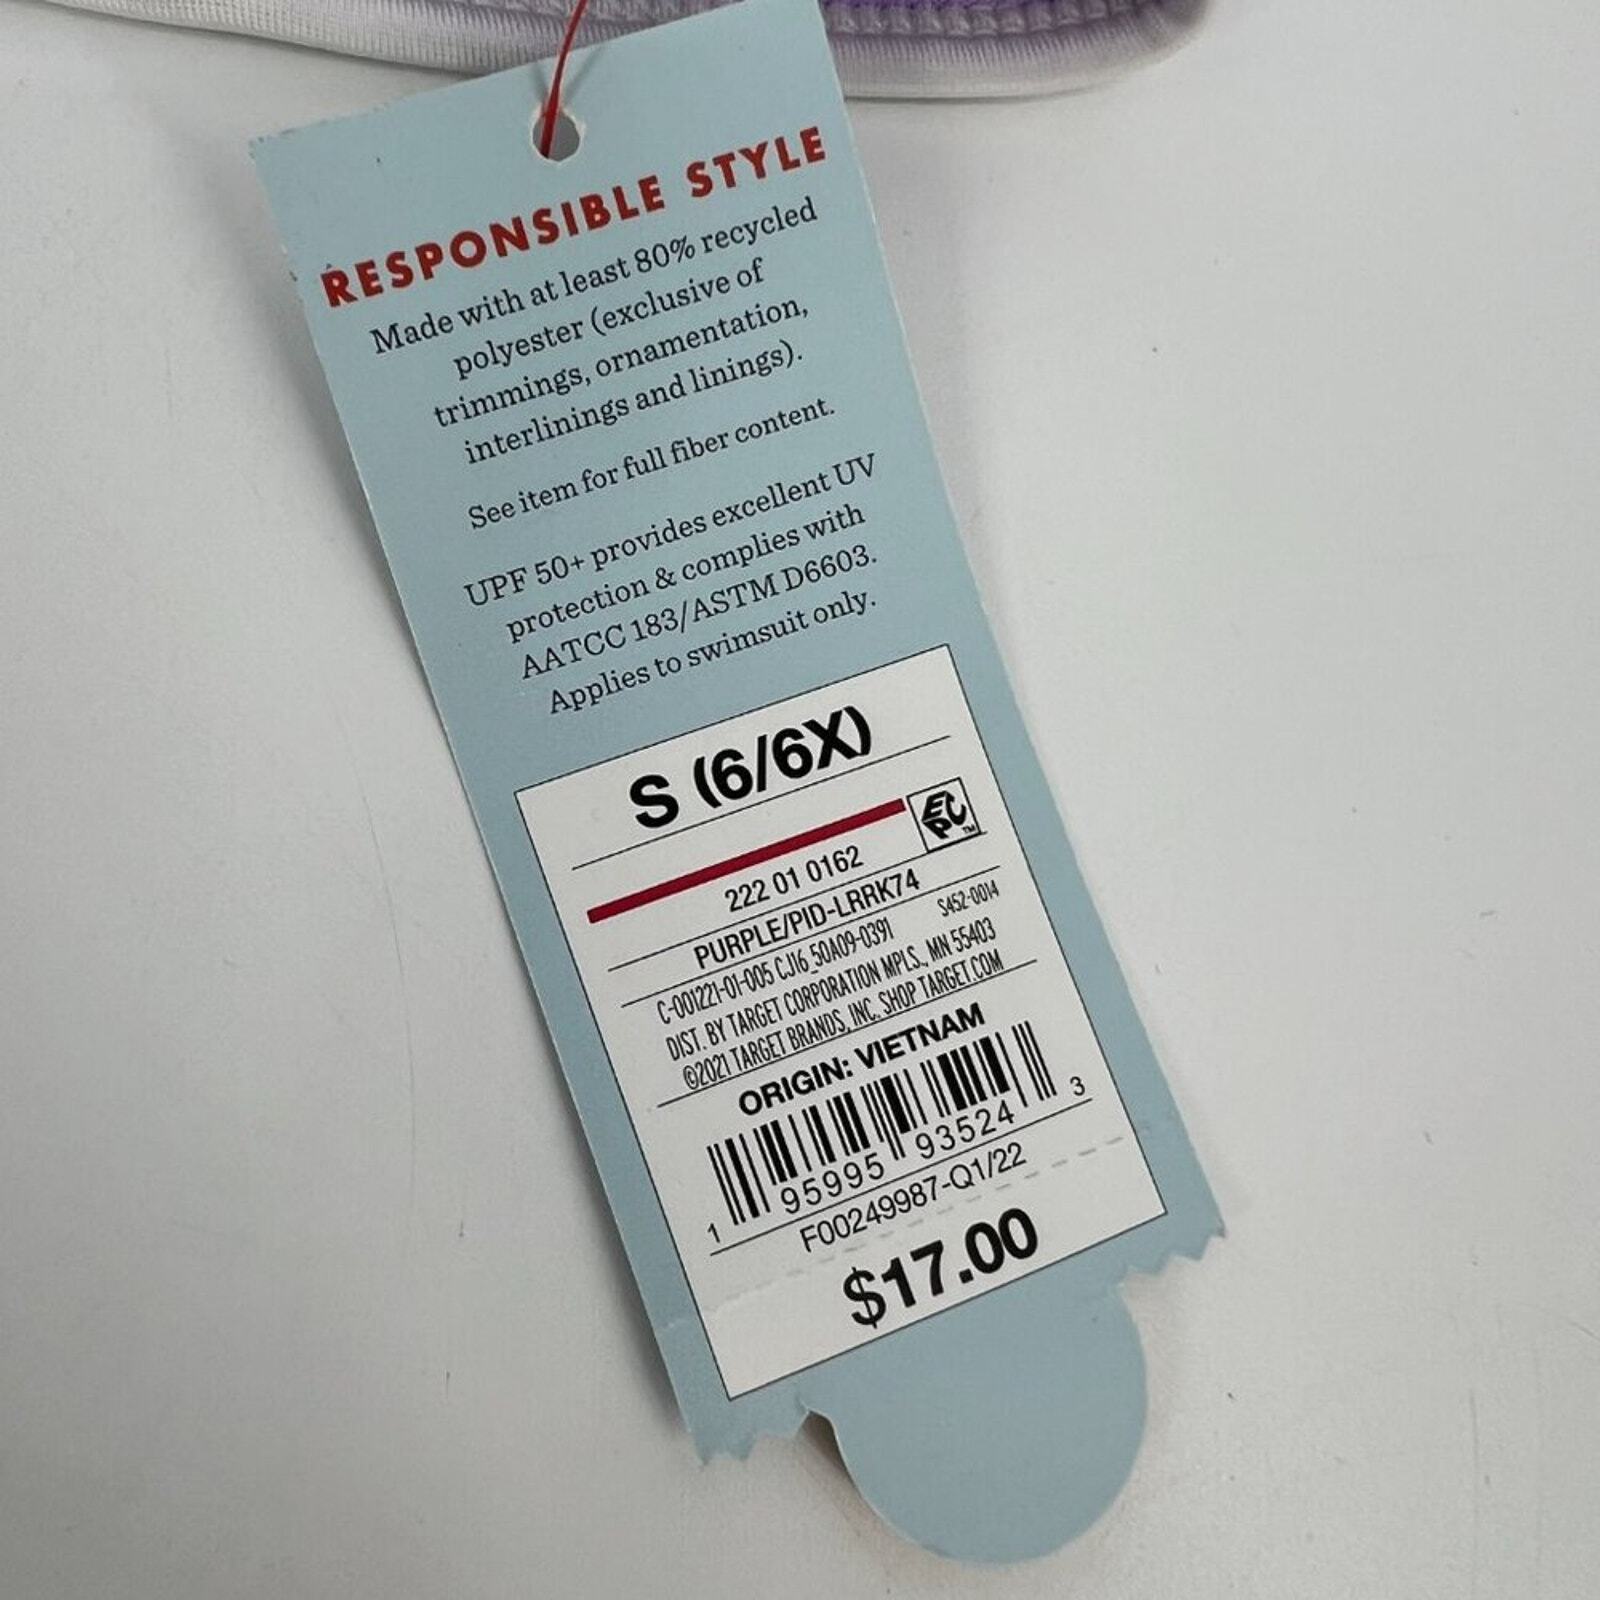 RESPONSIBLE STYLE
Made with at least 80% recycled
polyester (exclusive of
trimmings, ornamentation,
interlinings and linings).
See item for full fiber content.
UPF 50+ provides excellent UV
protection & complies with
AATCC 183/ASTM D6603.
Applies to swimsuit only.
S (6/6X)
EPC TM
222 01 0162
PURPLE/PID-LRRK74
C-001221-01-005 CJ16_50A09-0391 S452-0014
DIST. BY TARGET CORPORATION MPLS., MN 55403
©2021 TARGET BRANDS, INC. SHOP TARGET.COM
ORIGIN: VIETNAM
1 95995 93524 3
F00249987-Q1/22
$17.00